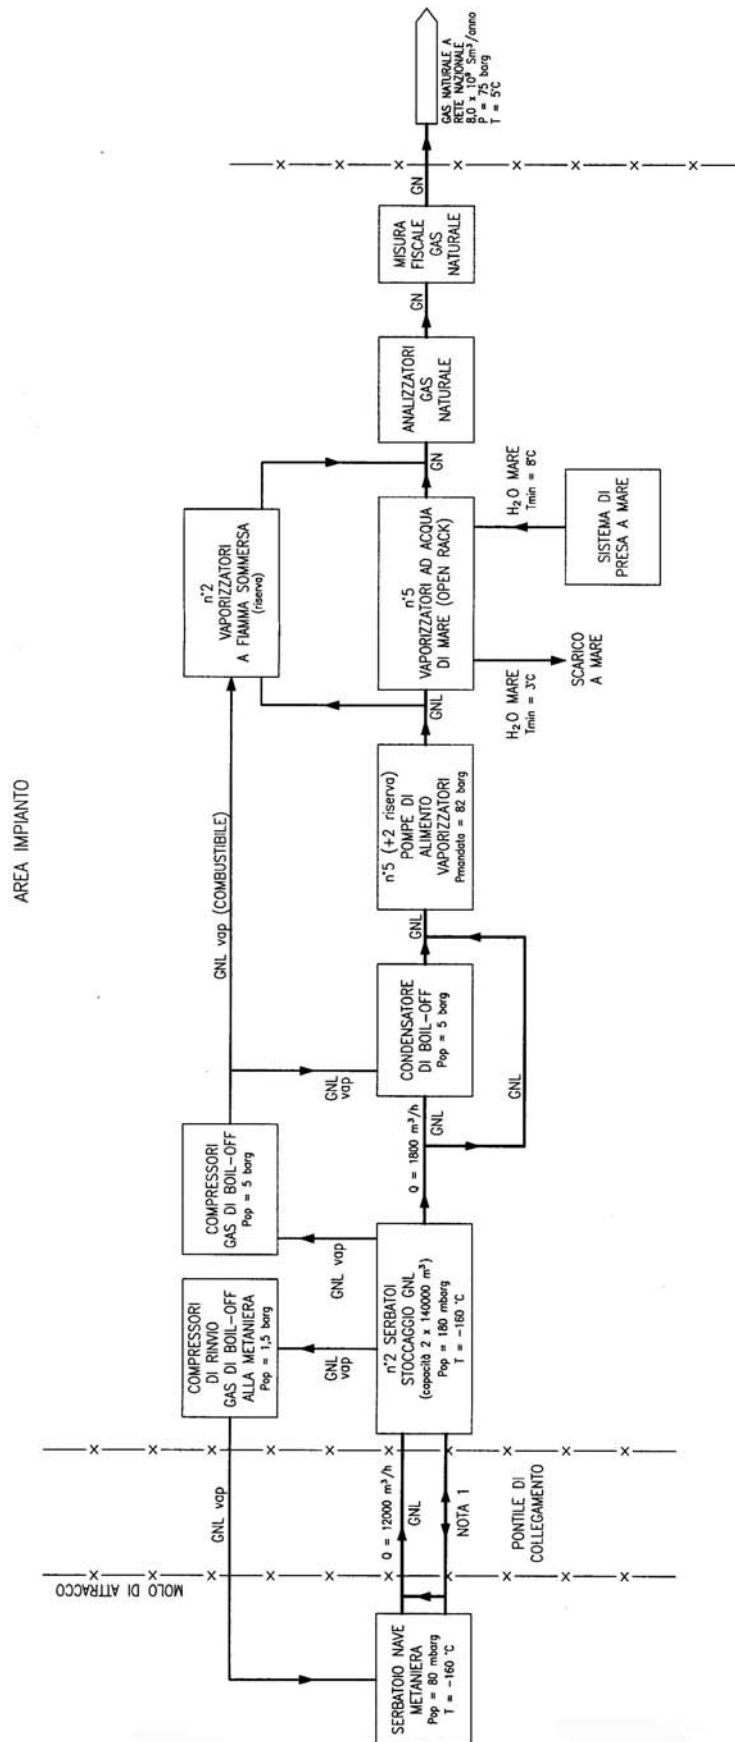 AREA IMPIANTO
MOLO DI ATTRACCO
PONTILE DI
COLLEGAMENTO
SERBATOIO NAVE
METANIERA
Pop = 80 mbarg
T = -160 °C
GNL vap
Q = 12000 m³/h
GNL
NOTA 1
COMPRESSORI
DI RINVIO
GAS DI BOIL-OFF
ALLA METANIERA
Pop = 1,5 barg
GNL
vap
n°2 SERBATOI
STOCCAGGIO GNL
(capacità 2 x 140000 m³)
Pop = 180 mbarg
T = -160 °C
COMPRESSORI
GAS DI BOIL-OFF
Pop = 5 barg
GNL vap
Q = 1800 m³/h
GNL
GNL
GNL
vap
CONDENSATORE
DI BOIL-OFF
Pop = 5 barg
GNL
GNL vap (COMBUSTIBILE)
n°5 (+2 riserva)
POMPE DI
ALIMENTO
VAPORIZZATORI
Pmandata = 82 barg
GNL
n°2
VAPORIZZATORI
A FIAMMA SOMMERSA
(riserva)
n°5
VAPORIZZATORI AD ACQUA
DI MARE (OPEN RACK)
H₂O MARE
Tmin = 3°C
SCARICO
A MARE
H₂O MARE
Tmin = 8°C
SISTEMA DI
PRESA A MARE
GN
ANALIZZATORI
GAS
NATURALE
GN
MISURA
FISCALE
GAS
NATURALE
GN
GAS NATURALE A
RETE NAZIONALE
8,0 x 10⁹ Sm³/anno
P = 75 barg
T = 5°C